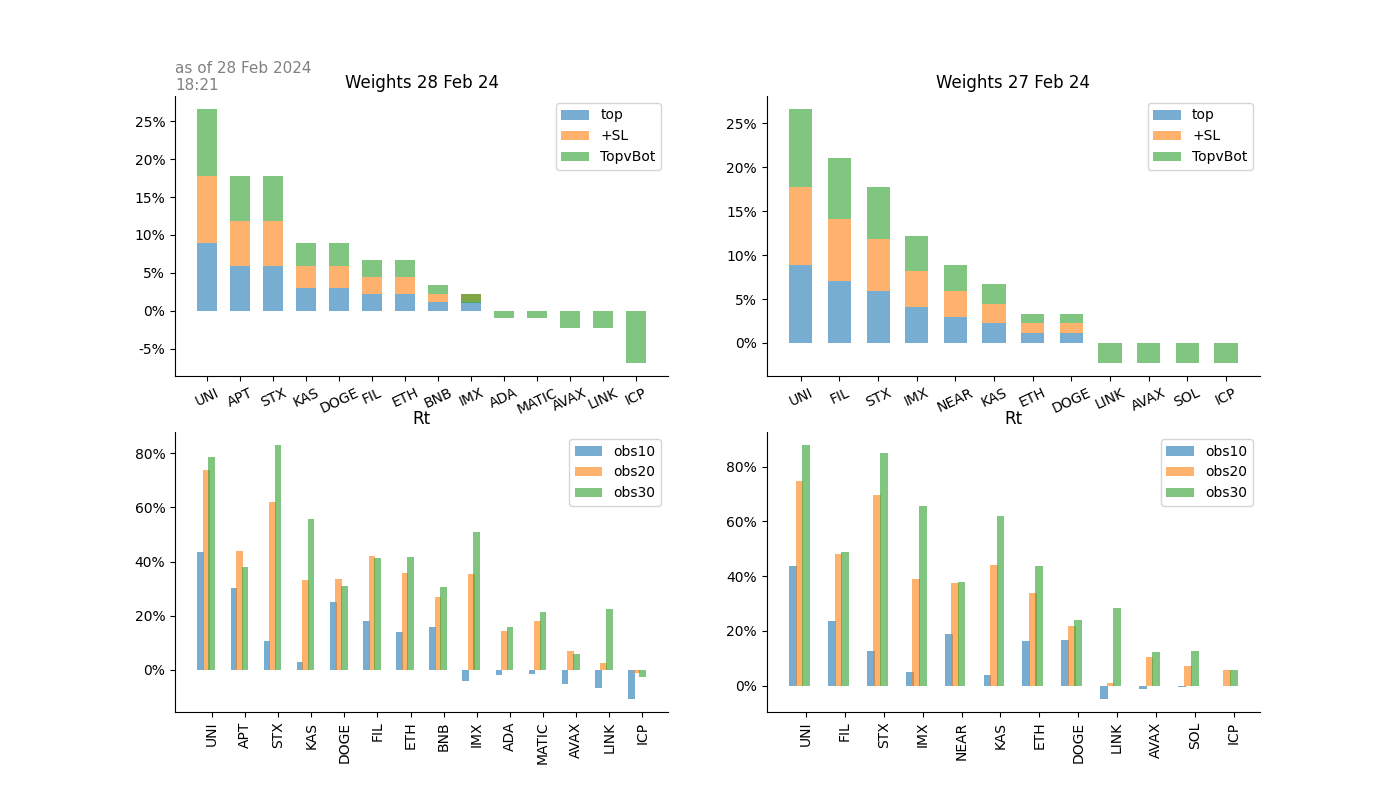 as of 28 Feb 2024
18:21
Weights 28 Feb 24
25%
20%
15%
10%
5%
0%
-5%
top
+SL
TopvBot
UNI APT STX KAS DOGE FIL ETH BNB IMX ADA MATIC AVAX LINK ICP
Weights 27 Feb 24
25%
20%
15%
10%
5%
0%
top
+SL
TopvBot
UNI FIL STX IMX NEAR KAS ETH DOGE LINK AVAX SOL ICP
Rt
80%
60%
40%
20%
0%
obs10
obs20
obs30
UNI APT STX KAS DOGE FIL ETH BNB IMX ADA MATIC AVAX LINK ICP
Rt
80%
60%
40%
20%
0%
obs10
obs20
obs30
UNI FIL STX IMX NEAR KAS ETH DOGE LINK AVAX SOL ICP